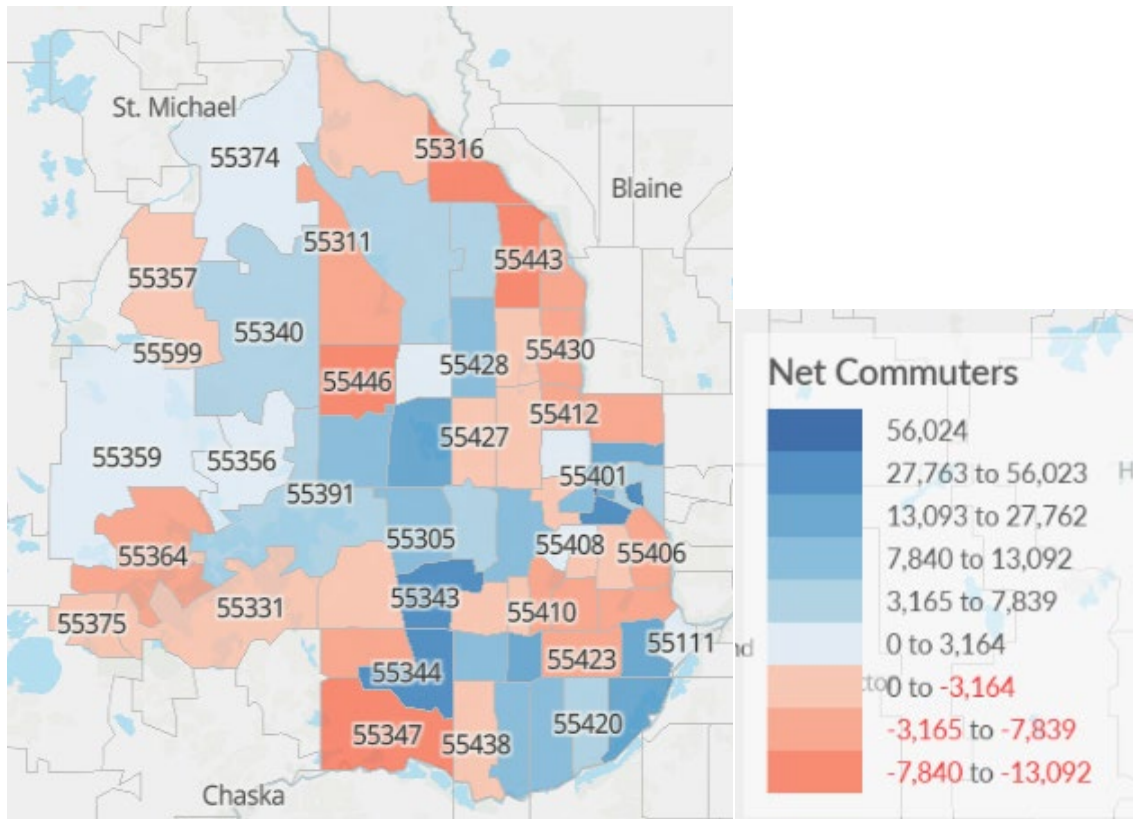 St. Michael
55374
55316
Blaine
55311
55443
55357
55340
55599
55430
55428
55446
55412
55427
55359
55356
55401
55391
55305
55408
55406
55364
55343
55331
55410
55375
55111
55344
55423
55420
55347
55438
Chaska
nd
Net Commuters
56,024
27,763 to 56,023
H
13,093 to 27,762
7,840 to 13,092
3,165 to 7,839
0 to 3,164
0 to -3,164
-3,165 to -7,839
-7,840 to -13,092